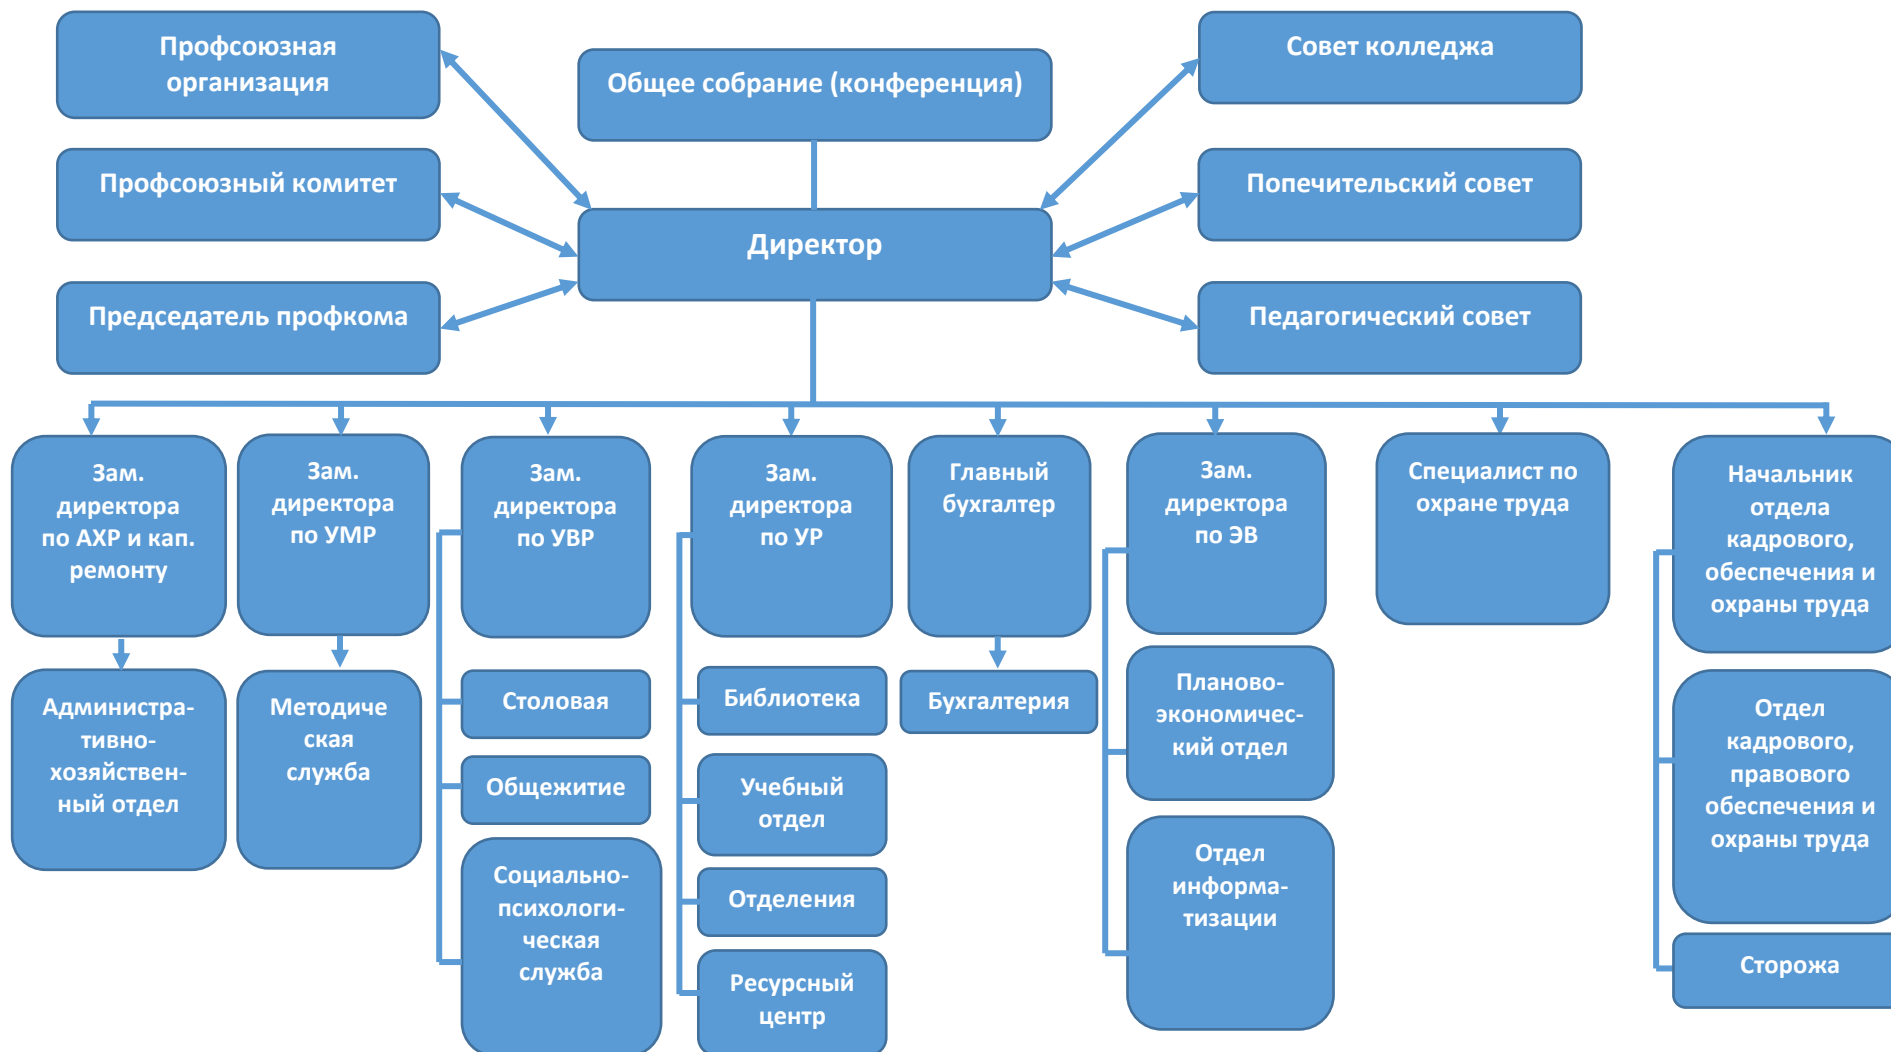 Профсоюзная
организация
Общее собрание (конференция)
Совет колледжа
Профсоюзный комитет
Попечительский совет
Директор
Председатель профкома
Педагогический совет
Зам.
директора
по АХР и кап.
ремонту
Зам.
директора
по УМР
Зам.
директора
по УВР
Зам.
директора
по УР
Главный
бухгалтер
Зам.
директора
по ЭВ
Специалист по
охране труда
Начальник
отдела
кадрового,
обеспечения и
охраны труда
Администра-
тивно-
хозяйствен-
ный отдел
Методиче
ская
служба
Столовая
Общежитие
Социально-
психологи-
ческая
служба
Библиотека
Учебный
отдел
Отделения
Ресурсный
центр
Бухгалтерия
Планово-
экономичес-
кий отдел
Отдел
информа-
тизации
Отдел
кадрового,
правового
обеспечения и
охраны труда
Сторожа